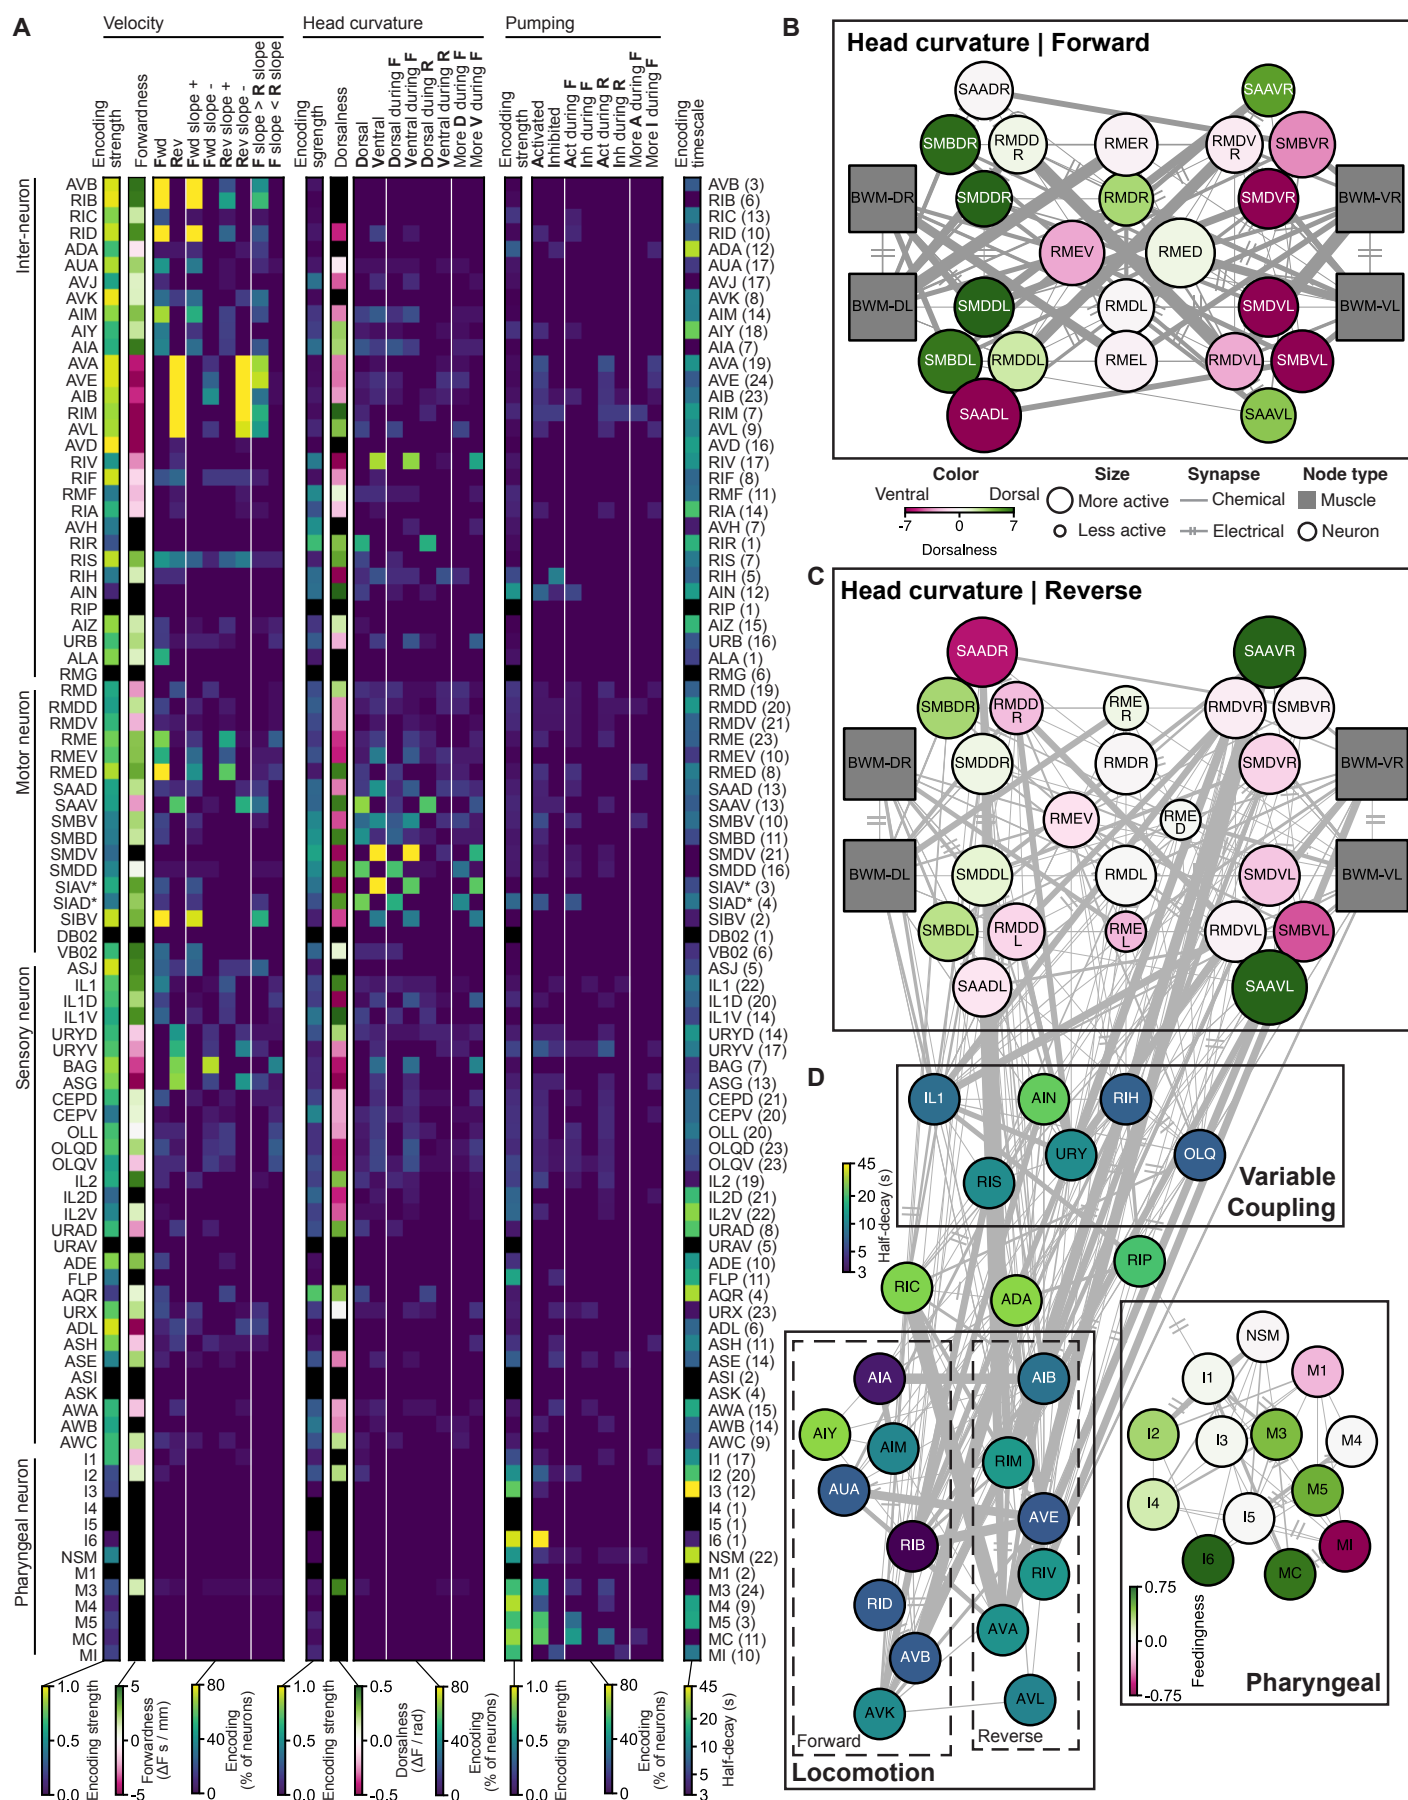 A
Velocity
Head curvature
Pumping
Encoding strength
Forwardness
Fwd
Rev
Fwd slope +
Fwd slope -
Rev slope +
Rev slope -
F slope > R slope
F slope < R slope
Encoding sgrength
Dorsalness
Dorsal
Ventral
Dorsal during F
Ventral during F
Dorsal duing R
Ventral during R
More D during F
More V during F
Encodding strength
Activated
Inhibited
Act during F
Inh during F
Act during R
Inh during R
More A during F
More I during F
Encoding timescale
Inter-neuron
AVB AVB (3)
RIB RIB (6)
RIC RIC (13)
RID RID (10)
ADA ADA (12)
AUA AUA (17)
AVJ AVJ (17)
AVK AVK (8)
AIM AIM (14)
AIY AIY (18)
AIA AIA (7)
AVA AVA (19)
AVE AVE (24)
AIB AIB (23)
RIM RIM (7)
AVL AVL (9)
AVD AVD (16)
RIV RIV (17)
RIF RIF (8)
RMF RMF (11)
RIA RIA (14)
AVH AVH (7)
RIR RIR (1)
RIS RIS (7)
RIH RIH (5)
AIN AIN (12)
RIP RIP (1)
AIZ AIZ (15)
URB URB (16)
ALA ALA (1)
RMG RMG (6)
Motor neuron
RMD RMD (19)
RMDD RMDD (20)
RMDV RMDV (21)
RME RME (23)
RMEV RMEV (10)
RMED RMED (8)
SAAD SAAD (13)
SAAV SAAV (13)
SMBV SMBV (10)
SMBD SMBD (11)
SMDV SMDV (21)
SMDD SMDD (16)
SIAV* SIAV* (3)
SIAD* SIAD* (4)
SIBV SIBV (2)
DB02 DB02 (1)
VB02 VB02 (6)
Sensory neuron
ASJ ASJ (5)
IL1 IL1 (22)
IL1D IL1D (20)
IL1V IL1V (14)
URYD URYD (14)
URYV URYV (17)
BAG BAG (7)
ASG ASG (13)
CEPD CEPD (21)
CEPV CEPV (20)
OLL OLL (20)
OLQD OLQD (23)
OLQV OLQV (23)
IL2 IL2 (19)
IL2D IL2D (21)
IL2V IL2V (22)
URAD URAD (8)
URAV URAV (5)
ADE ADE (10)
FLP FLP (11)
AQR AQR (4)
URX URX (23)
ADL ADL (6)
ASH ASH (11)
ASE ASE (14)
ASI ASI (2)
ASK ASK (4)
AWA AWA (15)
AWB AWB (14)
AWC AWC (9)
Pharyngeal neuron
I1 I1 (17)
I2 I2 (20)
I3 I3 (12)
I4 I4 (1)
I5 I5 (1)
I6 I6 (1)
NSM NSM (22)
M1 M1 (2)
M3 M3 (24)
M4 M4 (9)
M5 M5 (3)
MC MC (11)
MI MI (10)
1.0
0.5
0.0
Encoding strength
5
0
-5
Forwardness
(ΔF s / mm)
80
40
0
Encoding
(% of neurons)
1.0
0.5
0.0
Encoding strength
0.5
0.0
-0.5
Dorsalness
(ΔF / rad)
80
40
0
Encoding
(% of neurons)
1.0
0.5
0.0
Encoding strength
80
40
0
Encoding
(% of neurons)
45
20
10
5
3
Half-decay (s)
B
Head curvature | Forward
SAADR
SAAVR
SMBDR
RMDD
R
RMER
RMDV
R
SMBVR
BWM-DR
SMDDR
RMDR
SMDVR
BWM-VR
RMEV
RMED
BWM-DL
SMDDL
RMDL
SMDVL
BWM-VL
SMBDL
RMDDL
RMEL
RMDVL
SMBVL
SAADL
SAAVL
Color
Size
Synapse
Node type
Ventral
Dorsal
More active
Chemical
Muscle
-7
0
7
Less active
Electrical
Neuron
Dorsalness
C
Head curvature | Reverse
SAADR
SAAVR
SMBDR
RMDD
R
RME
R
RMDVR
SMBVR
BWM-DR
SMDDR
RMDR
SMDVR
BWM-VR
RMEV
RME
D
BWM-DL
SMDDL
RMDL
SMDVL
BWM-VL
SMBDL
RMDD
L
RME
L
RMDVL
SMBVL
SAADL
SAAVL
D
IL1
AIN
RIH
URY
OLQ
RIS
Variable
Coupling
45
20
10
5
3
Half-decay (s)
RIP
RIC
ADA
AIA
AIB
AIY
AIM
RIM
AUA
AVE
RIB
RIV
RID
AVA
AVB
AVK
AVL
Forward
Reverse
Locomotion
NSM
I1
M1
I2
I3
M3
M4
I4
I5
M5
I6
MC
MI
0.75
0.0
-0.75
Feedingness
Pharyngeal